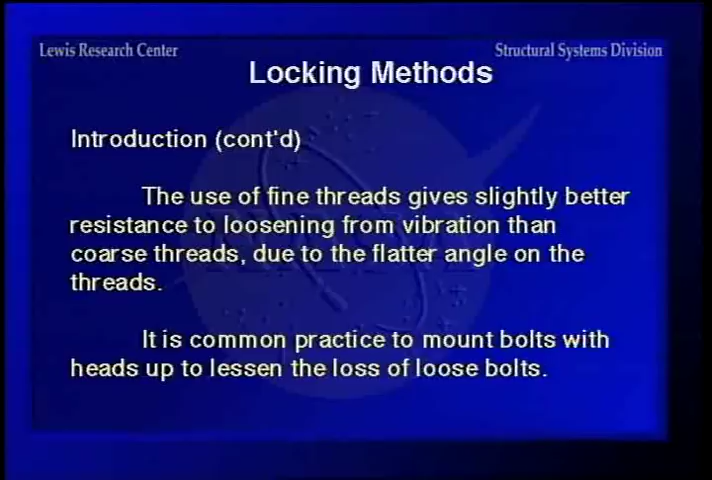 Lewis Research Center
Structural Systems Division
Locking Methods
Introduction (cont'd)
The use of fine threads gives slightly better
resistance to loosening from vibration than
coarse threads, due to the flatter angle on the
threads.
It is common practice to mount bolts with
heads up to lessen the loss of loose bolts.